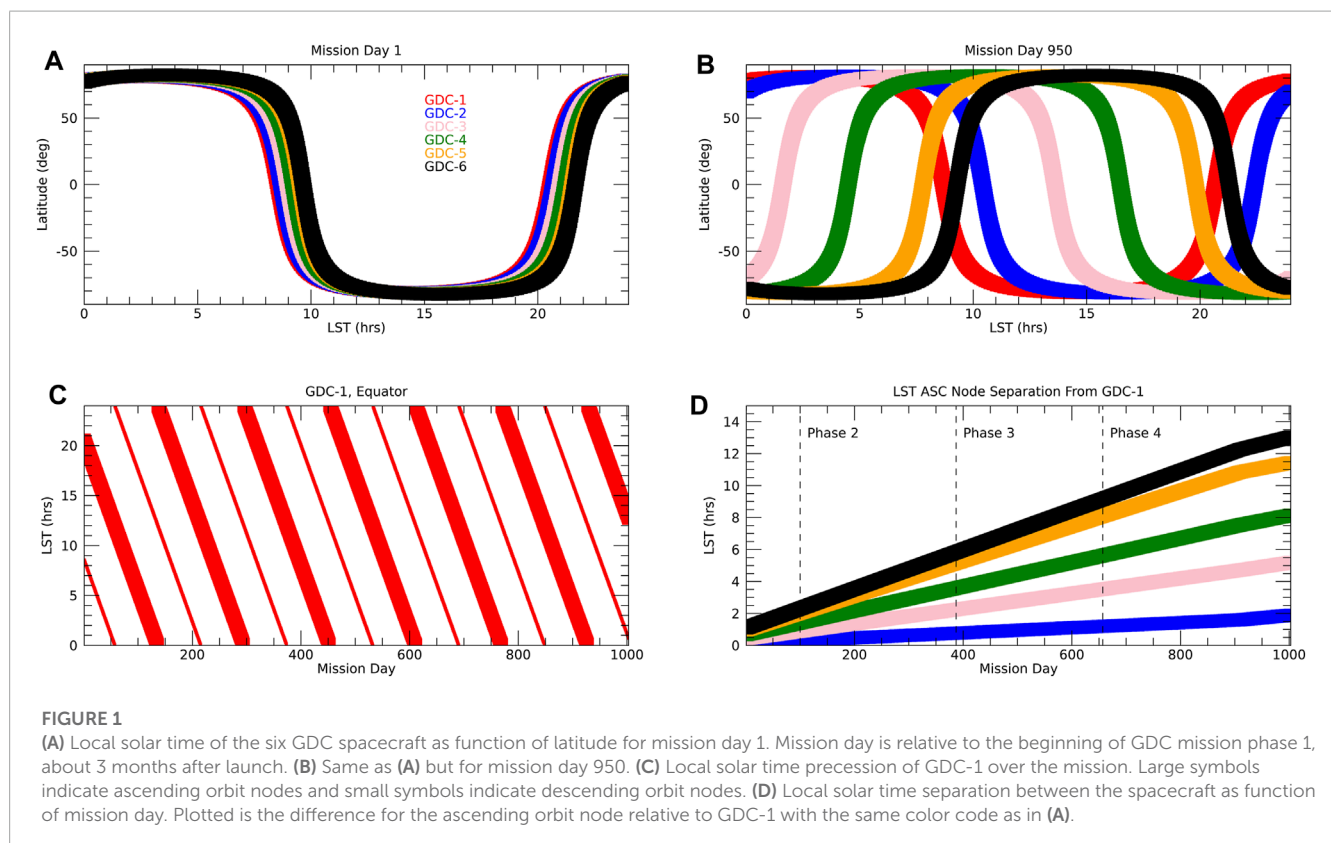 A
Mission Day 1
Latitude (deg)
50
0
-50
GDC-1
GDC-2
GDC-3
GDC-4
GDC-5
GDC-6
0 5 10 15 20
LST (hrs)
B
Mission Day 950
Latitude (deg)
50
0
-50
0 5 10 15 20
LST (hrs)
C
GDC-1, Equator
LST (hrs)
20
15
10
5
0
200 400 600 800 1000
Mission Day
D
LST ASC Node Separation From GDC-1
LST (hrs)
14
12
10
8
6
4
2
0
Phase 2 Phase 3 Phase 4
200 400 600 800 1000
Mission Day
FIGURE 1
(A) Local solar time of the six GDC spacecraft as function of latitude for mission day 1. Mission day is relative to the beginning of GDC mission phase 1,
about 3 months after launch. (B) Same as (A) but for mission day 950. (C) Local solar time precession of GDC-1 over the mission. Large symbols
indicate ascending orbit nodes and small symbols indicate descending orbit nodes. (D) Local solar time separation between the spacecraft as function
of mission day. Plotted is the difference for the ascending orbit node relative to GDC-1 with the same color code as in (A).